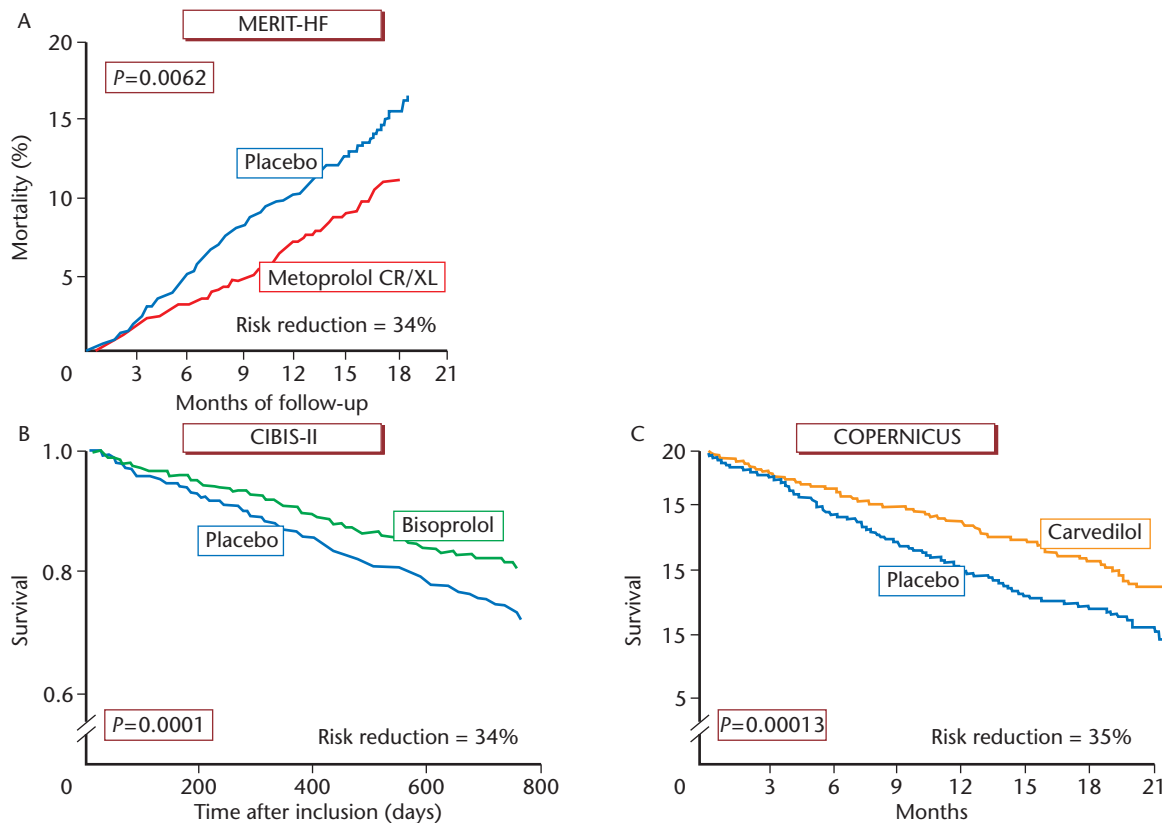 A
MERIT-HF
20
P=0.0062
15
Placebo
10
Mortality (%)
5
Metoprolol CR/XL
Risk reduction = 34%
0 3 6 9 12 15 18 21
Months of follow-up
B
CIBIS-II
1.0
Bisoprolol
Placebo
0.8
Survival
0.6
P=0.0001
Risk reduction = 34%
0 200 400 600 800
Time after inclusion (days)
C
COPERNICUS
20
15
Carvedilol
15
Placebo
Survival
15
5
P=0.00013
Risk reduction = 35%
0 3 6 9 12 15 18 21
Months